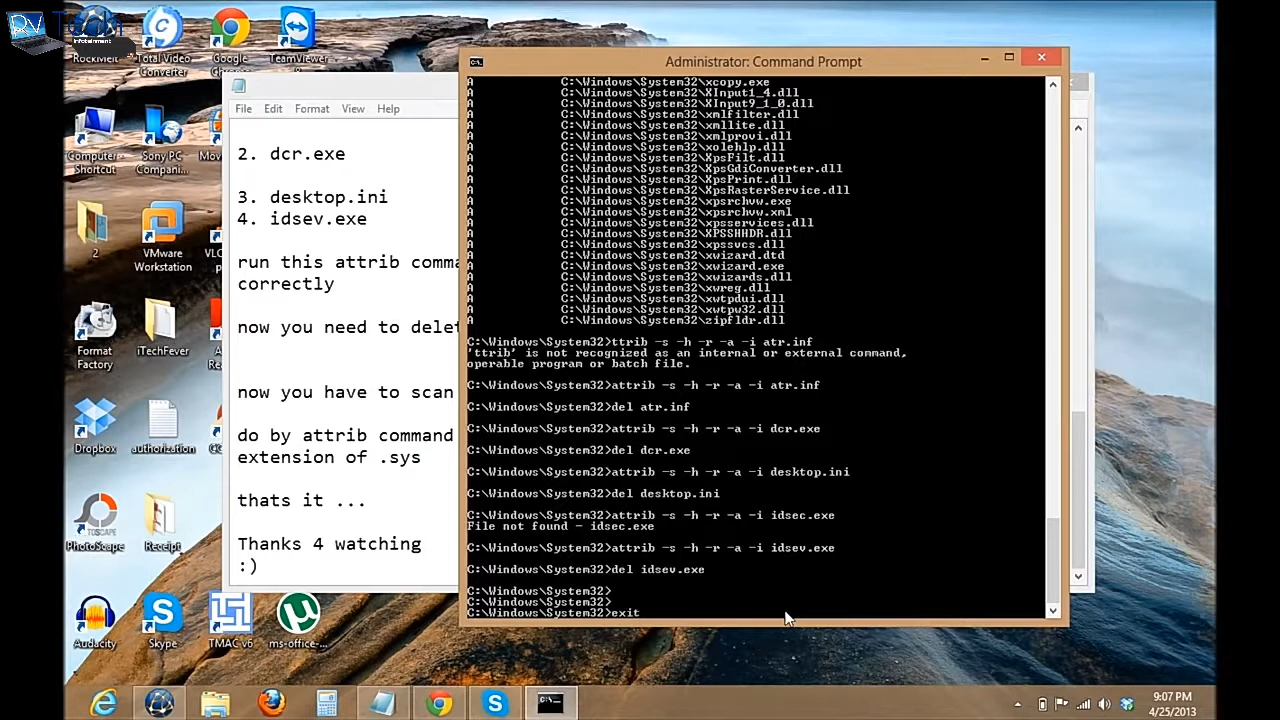 RV Tech
Infotainment
RockMelt
Total Video
Converter
Google
TeamViewer
Computer
Shortcut
Sony PC
Compani...
2
VMware
Workstation
Format
Factory
iTechFever
Dropbox
authorization
PhotoScape
Receipt
Audacity
Skype
TMAC v6
ms-office-...
File Edit Format View Help
2. dcr.exe
3. desktop.ini
4. idsev.exe
run this attrib comma
correctly
now you need to delet
now you have to scan
do by attrib command
extension of .sys
thats it ...
Thanks 4 watching
:)
Administrator: Command Prompt
A C:\Windows\System32\xcopy.exe
A C:\Windows\System32\XInput1_4.dll
A C:\Windows\System32\XInput9_1_0.dll
A C:\Windows\System32\xmlfilter.dll
A C:\Windows\System32\xmllite.dll
A C:\Windows\System32\xmlprovi.dll
A C:\Windows\System32\xolehlp.dll
A C:\Windows\System32\XpsFilt.dll
A C:\Windows\System32\XpsGdiConverter.dll
A C:\Windows\System32\XpsPrint.dll
A C:\Windows\System32\XpsRasterService.dll
A C:\Windows\System32\xpsrchvw.exe
A C:\Windows\System32\xpsrchvw.xml
A C:\Windows\System32\xpsservices.dll
A C:\Windows\System32\XPSSHHDR.dll
A C:\Windows\System32\xpssvcs.dll
A C:\Windows\System32\xwizard.dtd
A C:\Windows\System32\xwizard.exe
A C:\Windows\System32\xwizards.dll
A C:\Windows\System32\xwreg.dll
A C:\Windows\System32\xwtpdui.dll
A C:\Windows\System32\xwtpw32.dll
A C:\Windows\System32\zipfldr.dll
C:\Windows\System32>ttrib -s -h -r -a -i atr.inf
'ttrib' is not recognized as an internal or external command,
operable program or batch file.
C:\Windows\System32>attrib -s -h -r -a -i atr.inf
C:\Windows\System32>del atr.inf
C:\Windows\System32>attrib -s -h -r -a -i dcr.exe
C:\Windows\System32>del dcr.exe
C:\Windows\System32>attrib -s -h -r -a -i desktop.ini
C:\Windows\System32>del desktop.ini
C:\Windows\System32>attrib -s -h -r -a -i idsec.exe
File not found - idsec.exe
C:\Windows\System32>attrib -s -h -r -a -i idsev.exe
C:\Windows\System32>del idsev.exe
C:\Windows\System32>
C:\Windows\System32>
C:\Windows\System32>exit
9:07 PM
4/25/2013